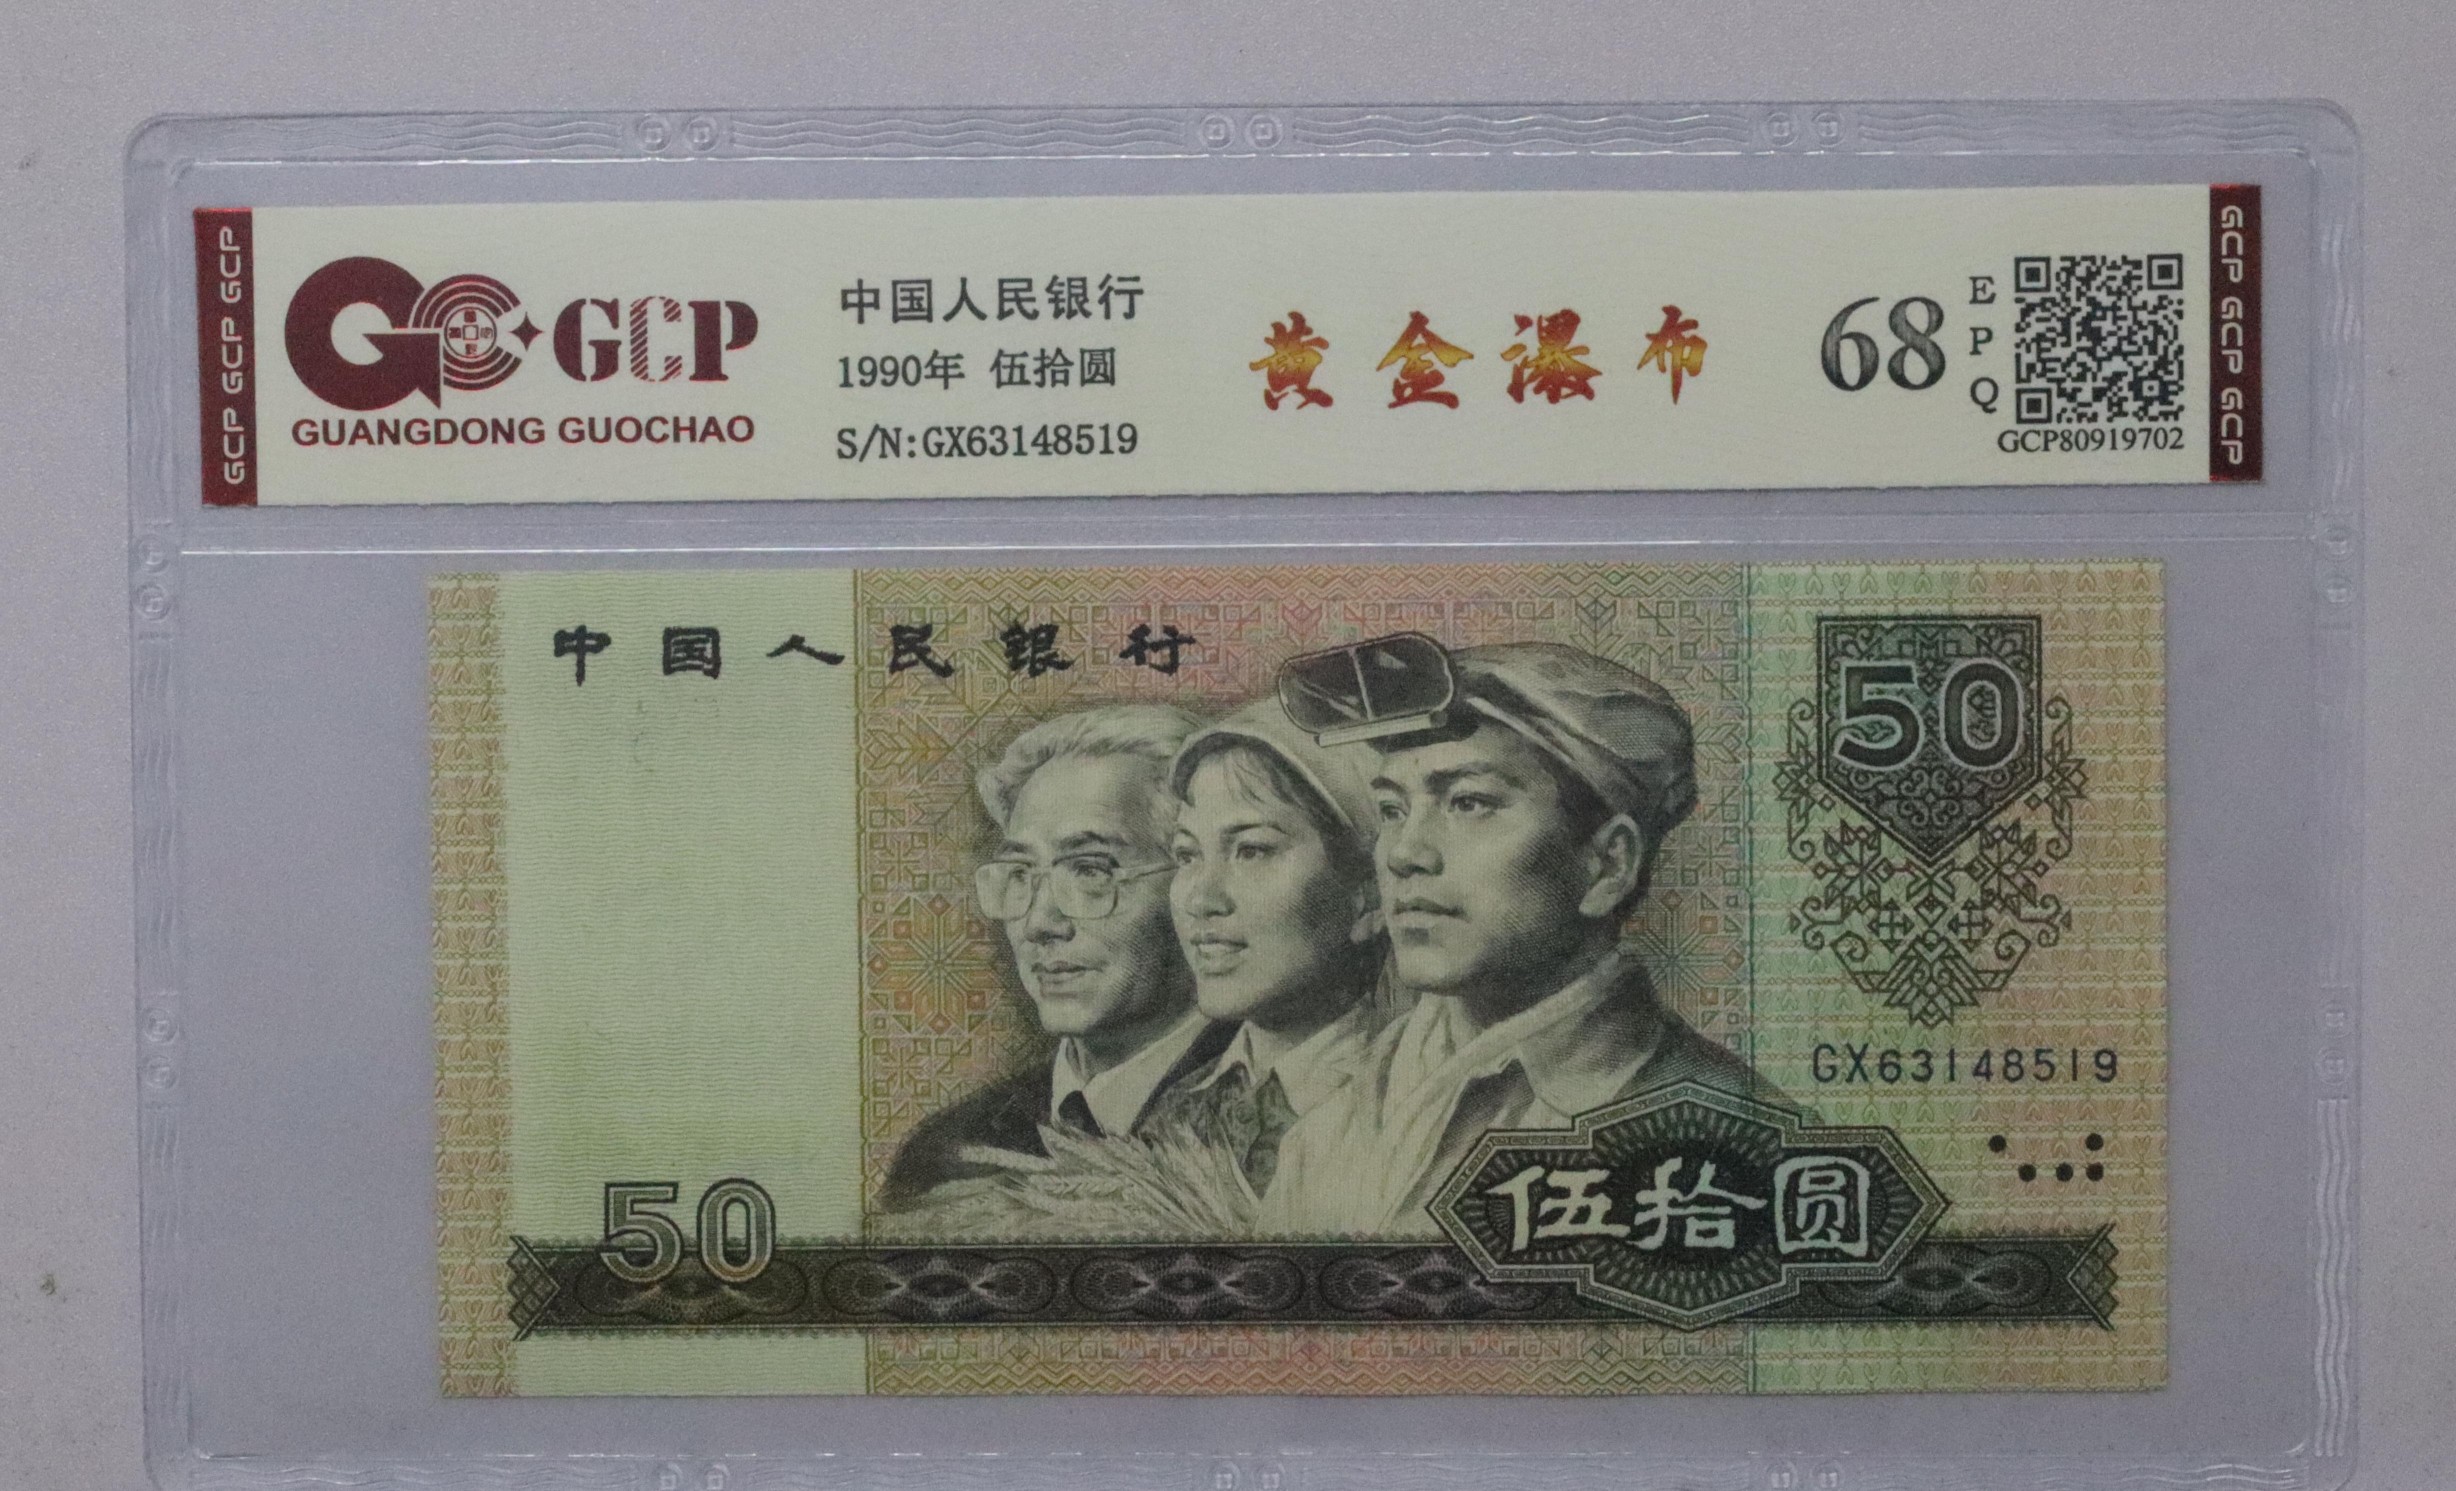 GCP GCP GCP
GCP
GUANGDONG GUOCHAO
中国人民银行
1990年 伍拾圆
S/N:GX63148519
黄金瀑布
68
EPQ
GCP80919702
GCP GCP GCP
中国人民银行
50
GX63148519
50
伍拾圆